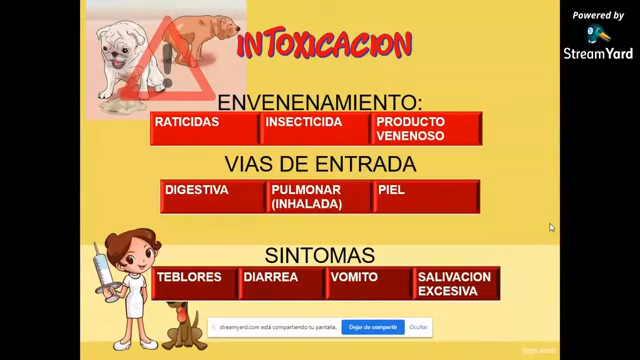 Powered by
StreamYard
INTOXICACION
ENVENENAMIENTO:
RATICIDAS
INSECTICIDA
PRODUCTO
VENENOSO
VIAS DE ENTRADA
DIGESTIVA
PULMONAR
(INHALADA)
PIEL
SINTOMAS
TEBLORES
DIARREA
VOMITO
SALIVACION
EXCESIVA
streamyard.com está compartiendo tu pantalla.
Dejar de compartir
Ocultar